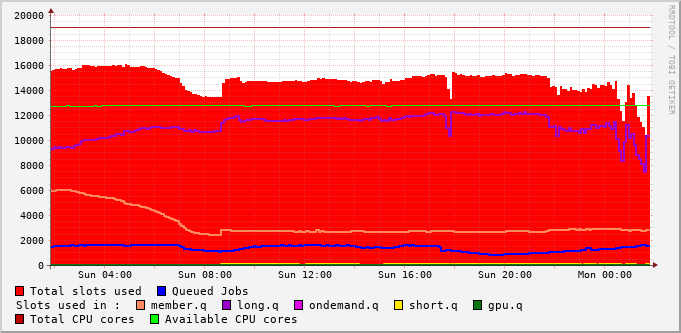 20000
18000
16000
14000
12000
10000
8000
6000
4000
2000
0
Sun 04:00 Sun 08:00 Sun 12:00 Sun 16:00 Sun 20:00 Mon 00:00
Total slots used Queued Jobs
Slots used in : member.q long.q ondemand.q short.q gpu.q
Total CPU cores Available CPU cores
RRDTOOL / TOBI OETIKER